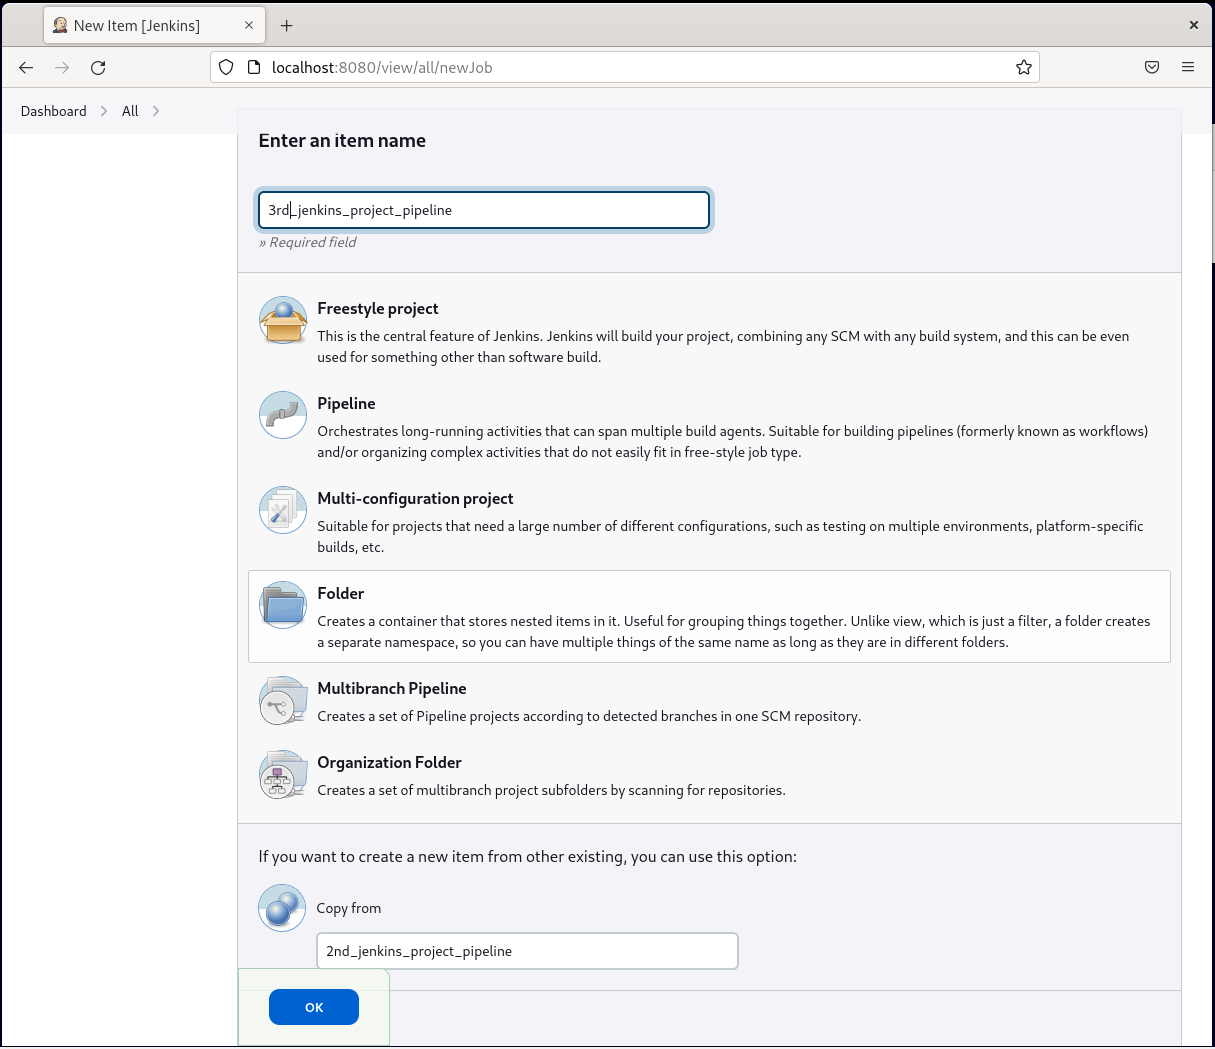 New Item [Jenkins]
localhost:8080/view/all/newJob
Dashboard All
Enter an item name
3rd_jenkins_project_pipeline
» Required field
Freestyle project
This is the central feature of Jenkins. Jenkins will build your project, combining any SCM with any build system, and this can be even
used for something other than software build.
Pipeline
Orchestrates long-running activities that can span multiple build agents. Suitable for building pipelines (formerly known as workflows)
and/or organizing complex activities that do not easily fit in free-style job type.
Multi-configuration project
Suitable for projects that need a large number of different configurations, such as testing on multiple environments, platform-specific
builds, etc.
Folder
Creates a container that stores nested items in it. Useful for grouping things together. Unlike view, which is just a filter, a folder creates
a separate namespace, so you can have multiple things of the same name as long as they are in different folders.
Multibranch Pipeline
Creates a set of Pipeline projects according to detected branches in one SCM repository.
Organization Folder
Creates a set of multibranch project subfolders by scanning for repositories.
If you want to create a new item from other existing, you can use this option:
Copy from
2nd_jenkins_project_pipeline
OK